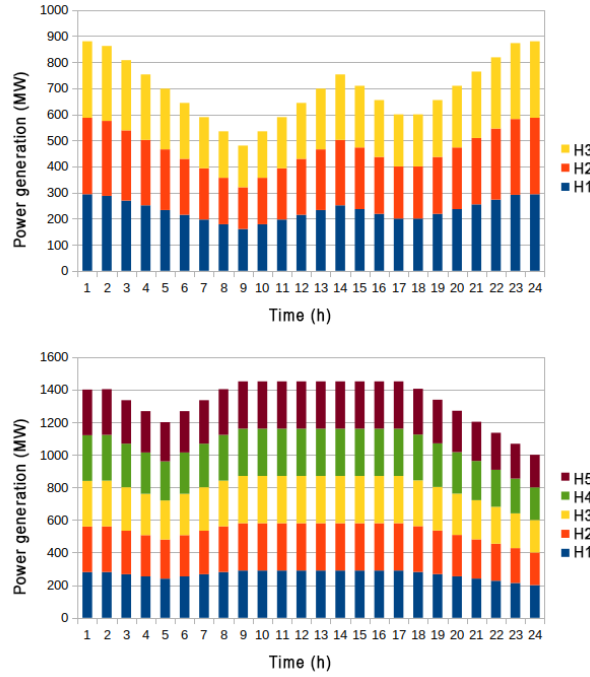 1000
900
800
700
600
500
400
300
200
100
0
Power generation (MW)
H3
H2
H1
1 2 3 4 5 6 7 8 9 10 11 12 13 14 15 16 17 18 19 20 21 22 23 24
Time (h)
1600
1400
1200
1000
800
600
400
200
0
Power generation (MW)
H5
H4
H3
H2
H1
1 2 3 4 5 6 7 8 9 10 11 12 13 14 15 16 17 18 19 20 21 22 23 24
Time (h)